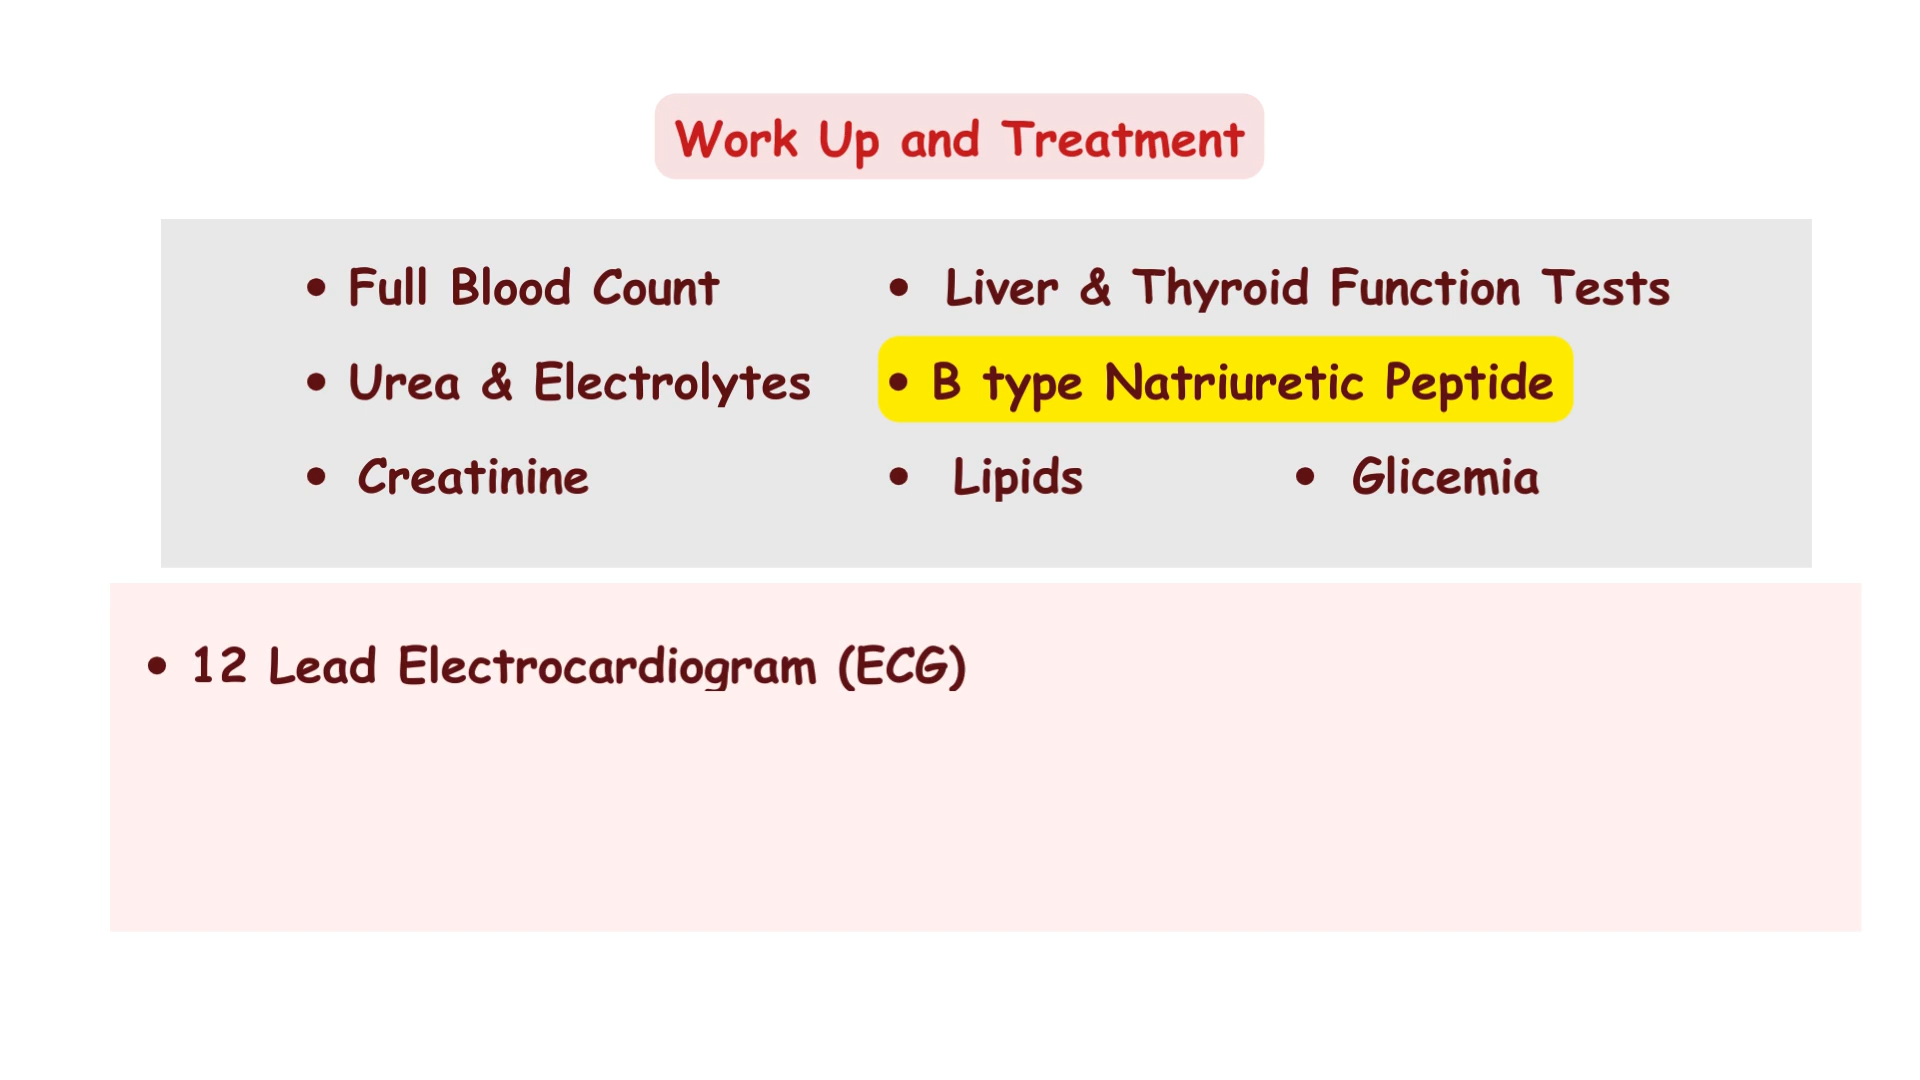 Work Up and Treatment
• Full Blood Count
• Liver & Thyroid Function Tests
• Urea & Electrolytes
• B type Natriuretic Peptide
• Creatinine
• Lipids
• Glicemia
• 12 Lead Electrocardiogram (ECG)